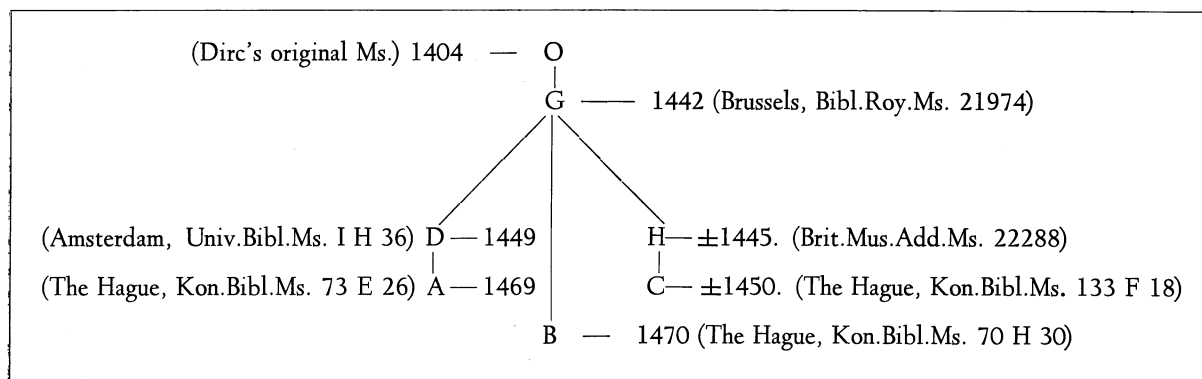 (Dirc's original Ms.) 1404 — O
G — 1442 (Brussels, Bibl.Roy.Ms. 21974)
(Amsterdam, Univ.Bibl.Ms. I H 36) D — 1449 H — ±1445. (Brit.Mus.Add.Ms. 22288)
(The Hague, Kon.Bibl.Ms. 73 E 26) A — 1469 C — ±1450. (The Hague, Kon.Bibl.Ms. 133 F 18)
B — 1470 (The Hague, Kon.Bibl.Ms. 70 H 30)